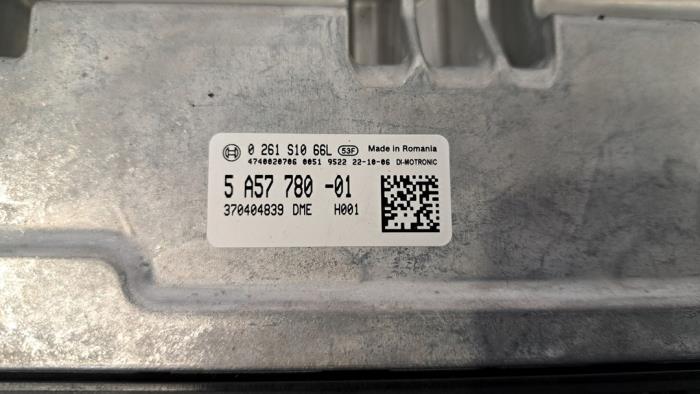 0 261 S10 66L 53F Made in Romania
4740020706 0051 9522 22-10-06 DI-MOTRONIC
5 A57 780 -01
370404839 DME H001